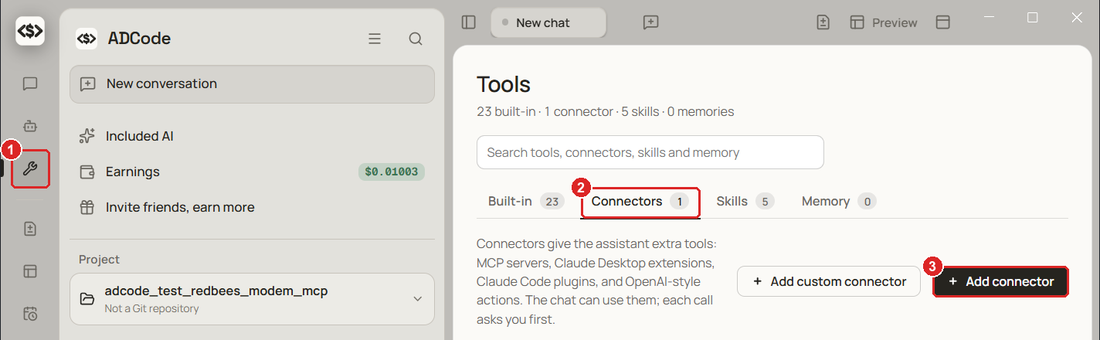 <$>
<$> ADCode
New chat
Preview
New conversation
Included AI
Earnings $0.01003
Invite friends, earn more
Project
adcode_test_redbees_modem_mcp
Not a Git repository
1
Tools
23 built-in · 1 connector · 5 skills · 0 memories
Search tools, connectors, skills and memory
2
Built-in 23 Connectors 1 Skills 5 Memory 0
Connectors give the assistant extra tools:
MCP servers, Claude Desktop extensions,
Claude Code plugins, and OpenAI-style
actions. The chat can use them; each call
asks you first.
+ Add custom connector
3
+ Add connector